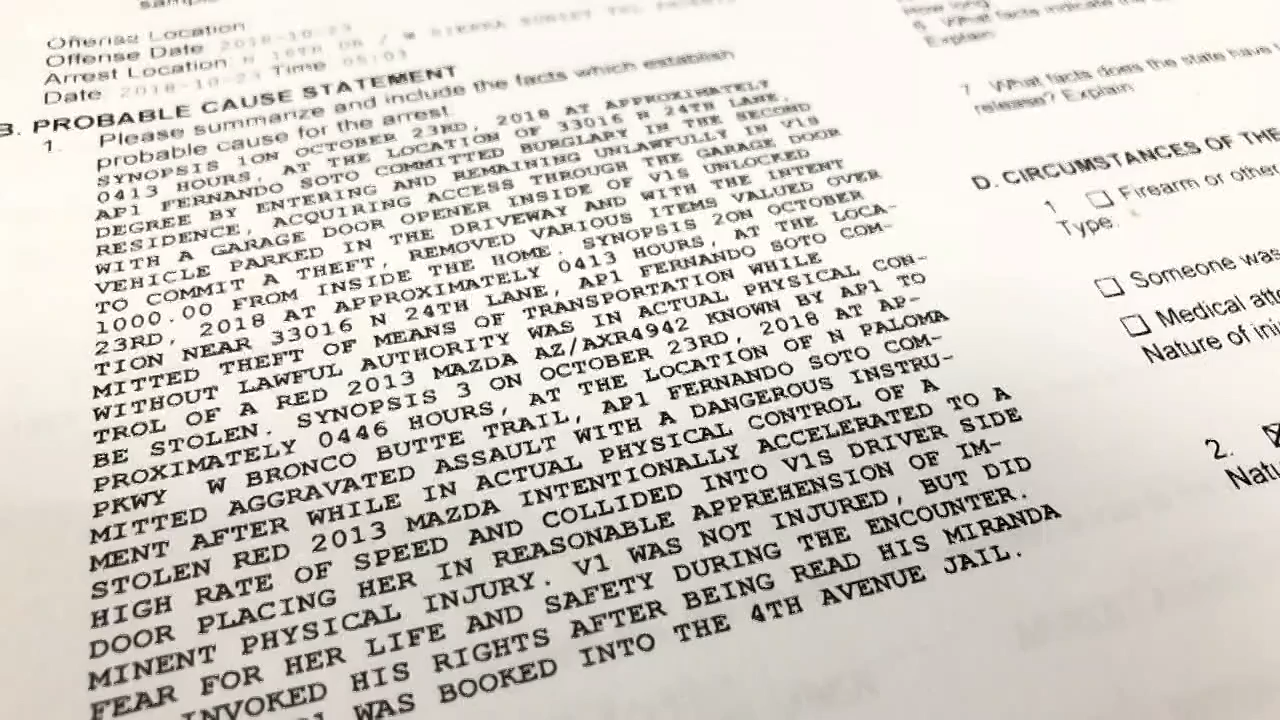 sample
Offense Location
Offense Date 2018-10-23
Arrest Location N 19TH DR / W SIERRA SUNSET TRL
Date 2018-10-23 Time 05:03
B. PROBABLE CAUSE STATEMENT
1. Please summarize and include the facts which establish
probable cause for the arrest.
SYNOPSIS 1ON OCTOBER 23RD, 2018 AT APPROXIMATELY
0413 HOURS, AT THE LOCATION OF 33016 N 24TH LANE,
AP1 FERNANDO SOTO COMMITTED BURGLARY IN THE SECOND
DEGREE BY ENTERING AND REMAINING UNLAWFULLY IN V1S
RESIDENCE, ACQUIRING ACCESS THROUGH THE GARAGE DOOR
WITH A GARAGE DOOR OPENER INSIDE OF V1S UNLOCKED
VEHICLE PARKED IN THE DRIVEWAY AND WITH THE INTENT
TO COMMIT A THEFT, REMOVED VARIOUS ITEMS VALUED OVER
1000.00 FROM INSIDE THE HOME. SYNOPSIS 2ON OCTOBER
23RD, 2018 AT APPROXIMATELY 0413 HOURS, AT THE LOCA-
TION NEAR 33016 N 24TH LANE, AP1 FERNANDO SOTO COM-
MITTED THEFT OF MEANS OF TRANSPORTATION WHILE
WITHOUT LAWFUL AUTHORITY WAS IN ACTUAL PHYSICAL CON-
TROL OF A RED 2013 MAZDA AZ/AXR4942 KNOWN BY AP1 TO
BE STOLEN. SYNOPSIS 3 ON OCTOBER 23RD, 2018 AT AP-
PROXIMATELY 0446 HOURS, AT THE LOCATION OF N PALOMA
PKWY W BRONCO BUTTE TRAIL, AP1 FERNANDO SOTO COM-
MITTED AGGRAVATED ASSAULT WITH A DANGEROUS INSTRU-
MENT AFTER WHILE IN ACTUAL PHYSICAL CONTROL OF A
STOLEN RED 2013 MAZDA INTENTIONALLY ACCELERATED TO A
HIGH RATE OF SPEED AND COLLIDED INTO V1S DRIVER SIDE
DOOR PLACING HER IN REASONABLE APPREHENSION OF IM-
MINENT PHYSICAL INJURY. V1 WAS NOT INJURED, BUT DID
FEAR FOR HER LIFE AND SAFETY DURING THE ENCOUNTER.
INVOKED HIS RIGHTS AFTER BEING READ HIS MIRANDA
WAS BOOKED INTO THE 4TH AVENUE JAIL.
How long
6. What facts indicate
Explain
7 What facts does the state have
release? Explain
D. CIRCUMSTANCES OF THE
1 Firearm or other
Type:
Someone was
Medical
Nature of
2.